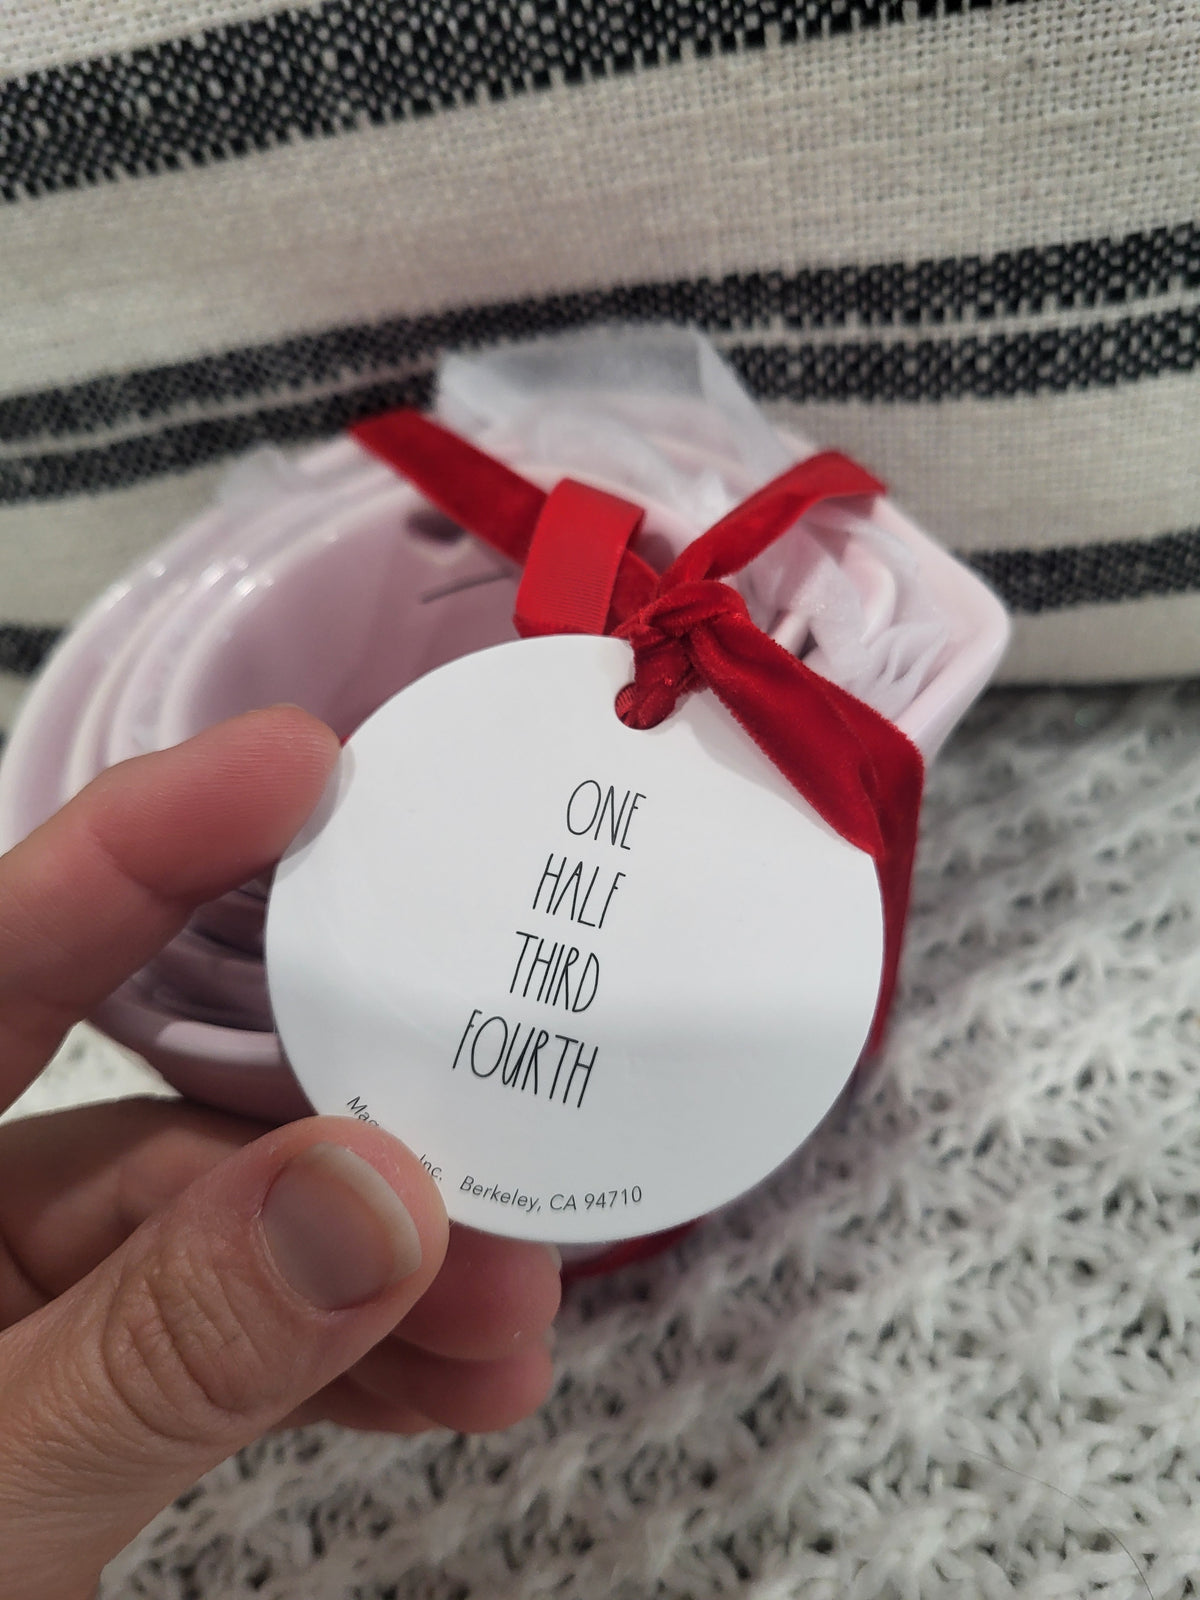 ONE
HALF
THIRD
FOURTH
Inc. Berkeley, CA 94710